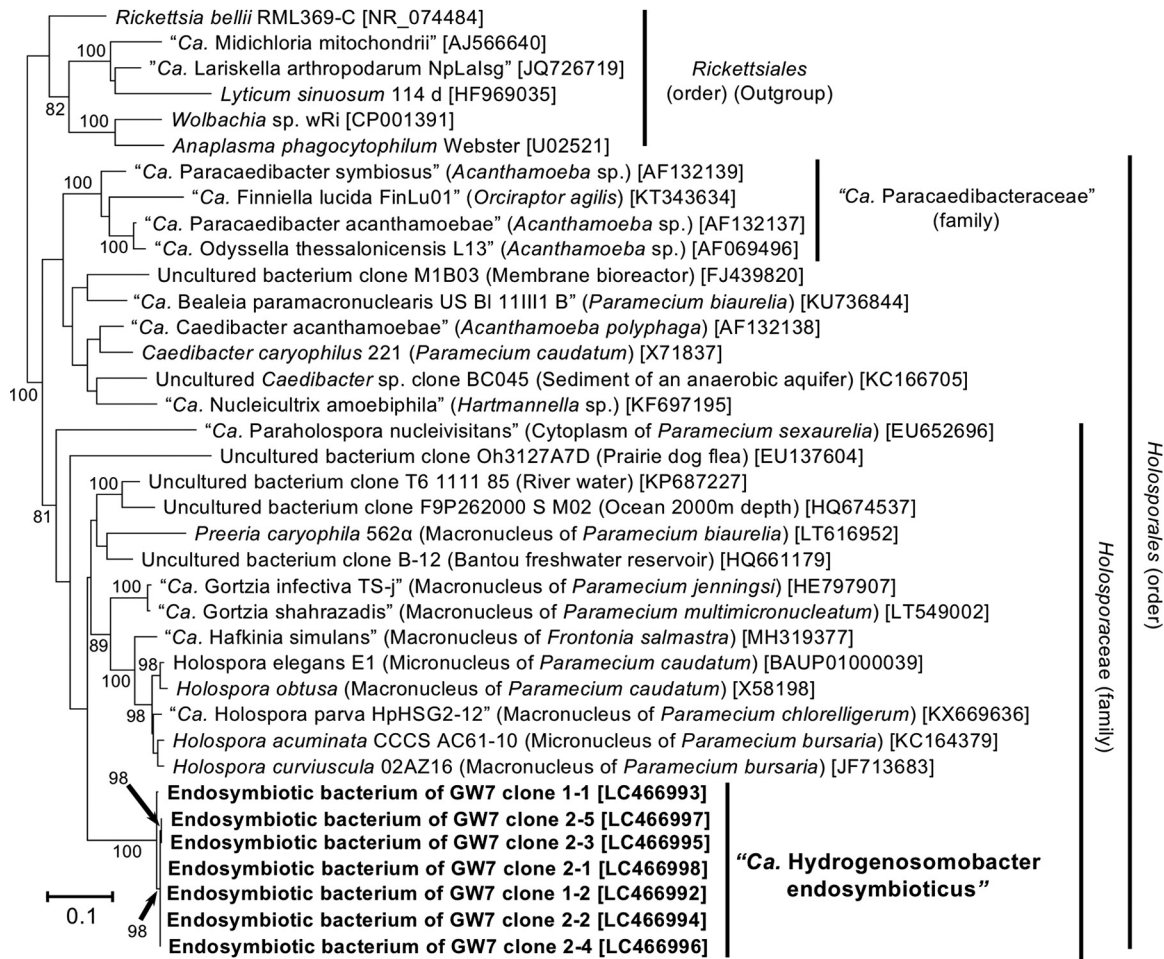 Rickettsia bellii RML369-C [NR_074484]
“Ca. Midichloria mitochondrii” [AJ566640]
”Ca. Lariskella arthropodarum NpLaIsg” [JQ726719]
Lyticum sinuosum 114 d [HF969035]
Wolbachia sp. wRi [CP001391]
Anaplasma phagocytophilum Webster [U02521]
Rickettsiales
(order) (Outgroup)
“Ca. Paracaedibacter symbiosus” (Acanthamoeba sp.) [AF132139]
“Ca. Finniella lucida FinLu01” (Orciraptor agilis) [KT343634]
“Ca. Paracaedibacter acanthamoebae” (Acanthamoeba sp.) [AF132137]
“Ca. Odyssella thessalonicensis L13” (Acanthamoeba sp.) [AF069496]
“Ca. Paracaedibacteraceae”
(family)
Uncultured bacterium clone M1B03 (Membrane bioreactor) [FJ439820]
“Ca. Bealeia paramacronuclearis US Bl 11III1 B” (Paramecium biaurelia) [KU736844]
“Ca. Caedibacter acanthamoebae” (Acanthamoeba polyphaga) [AF132138]
Caedibacter caryophilus 221 (Paramecium caudatum) [X71837]
Uncultured Caedibacter sp. clone BC045 (Sediment of an anaerobic aquifer) [KC166705]
“Ca. Nucleicultrix amoebiphila” (Hartmannella sp.) [KF697195]
“Ca. Paraholospora nucleivisitans” (Cytoplasm of Paramecium sexaurelia) [EU652696]
Uncultured bacterium clone Oh3127A7D (Prairie dog flea) [EU137604]
Uncultured bacterium clone T6 1111 85 (River water) [KP687227]
Uncultured bacterium clone F9P262000 S M02 (Ocean 2000m depth) [HQ674537]
Preeria caryophila 562α (Macronucleus of Paramecium biaurelia) [LT616952]
Uncultured bacterium clone B-12 (Bantou freshwater reservoir) [HQ661179]
“Ca. Gortzia infectiva TS-j” (Macronucleus of Paramecium jenningsi) [HE797907]
“Ca. Gortzia shahrazadis” (Macronucleus of Paramecium multimicronucleatum) [LT549002]
“Ca. Hafkinia simulans” (Macronucleus of Frontonia salmastra) [MH319377]
Holospora elegans E1 (Micronucleus of Paramecium caudatum) [BAUP01000039]
Holospora obtusa (Macronucleus of Paramecium caudatum) [X58198]
“Ca. Holospora parva HpHSG2-12” (Macronucleus of Paramecium chlorelligerum) [KX669636]
Holospora acuminata CCCS AC61-10 (Micronucleus of Paramecium bursaria) [KC164379]
Holospora curviuscula 02AZ16 (Macronucleus of Paramecium bursaria) [JF713683]
Endosymbiotic bacterium of GW7 clone 1-1 [LC466993]
Endosymbiotic bacterium of GW7 clone 2-5 [LC466997]
Endosymbiotic bacterium of GW7 clone 2-3 [LC466995]
Endosymbiotic bacterium of GW7 clone 2-1 [LC466998]
Endosymbiotic bacterium of GW7 clone 1-2 [LC466992]
Endosymbiotic bacterium of GW7 clone 2-2 [LC466994]
Endosymbiotic bacterium of GW7 clone 2-4 [LC466996]
“Ca. Hydrogenosomobacter
endosymbioticus”
Holosporaceae (family)
Holosporales (order)
100
82
100
100
100
100
81
100
100
89
98
100
98
98
100
98
0.1